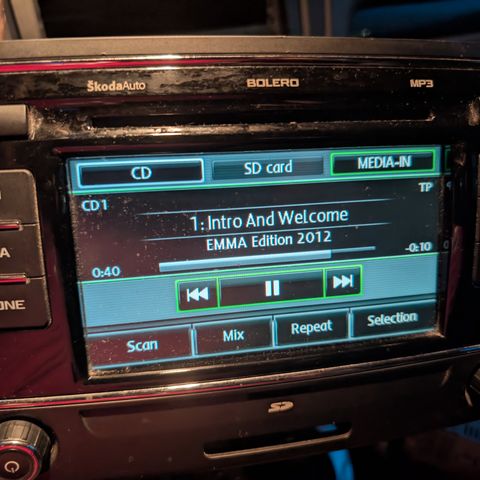 ŠkodaAuto BOLERO MP3
CD SD card MEDIA-IN
CD1 TP
1: Intro And Welcome
EMMA Edition 2012
0:40 -0:10
Scan Mix Repeat Selection
SD